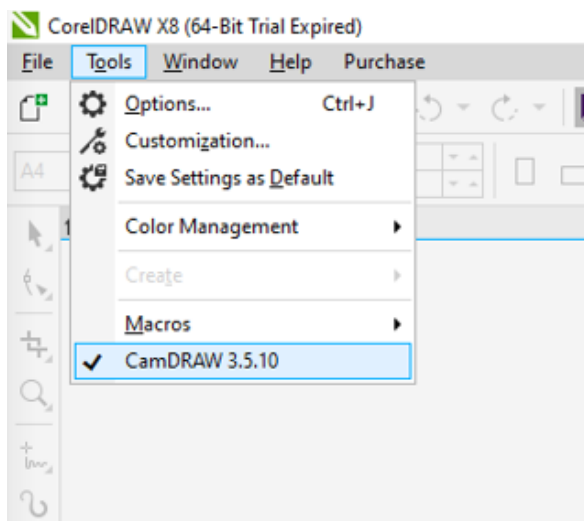 CorelDRAW X8 (64-Bit Trial Expired)
File Tools Window Help Purchase
Options... Ctrl+J
Customization...
Save Settings as Default
A4
Color Management
Create
Macros
CamDRAW 3.5.10